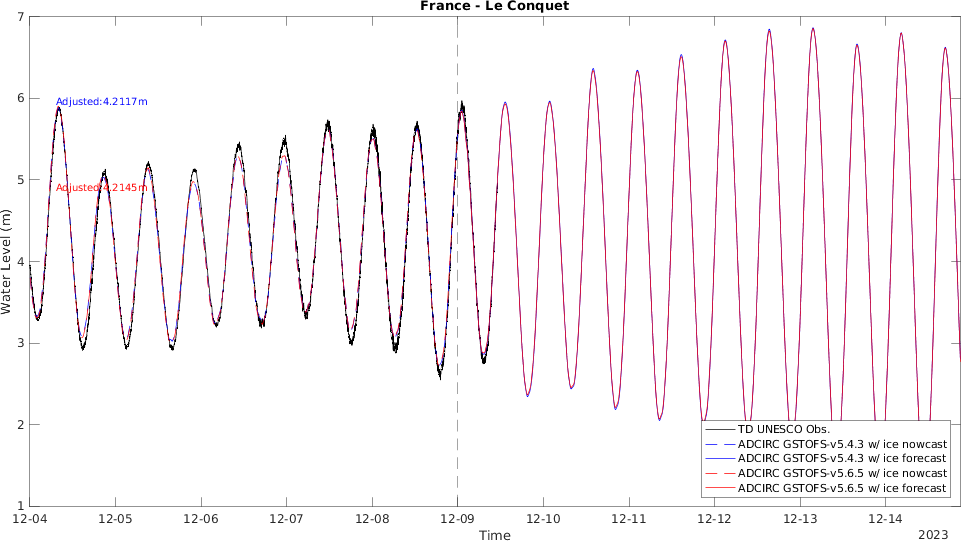 France - Le Conquet
7
6
5
4
3
2
1
Water Level (m)
Adjusted:4.2117m
Adjusted:4.2145m
TD UNESCO Obs.
ADCIRC GSTOFS-v5.4.3 w/ ice nowcast
ADCIRC GSTOFS-v5.4.3 w/ ice forecast
ADCIRC GSTOFS-v5.6.5 w/ ice nowcast
ADCIRC GSTOFS-v5.6.5 w/ ice forecast
12-04 12-05 12-06 12-07 12-08 12-09 12-10 12-11 12-12 12-13 12-14
Time
2023